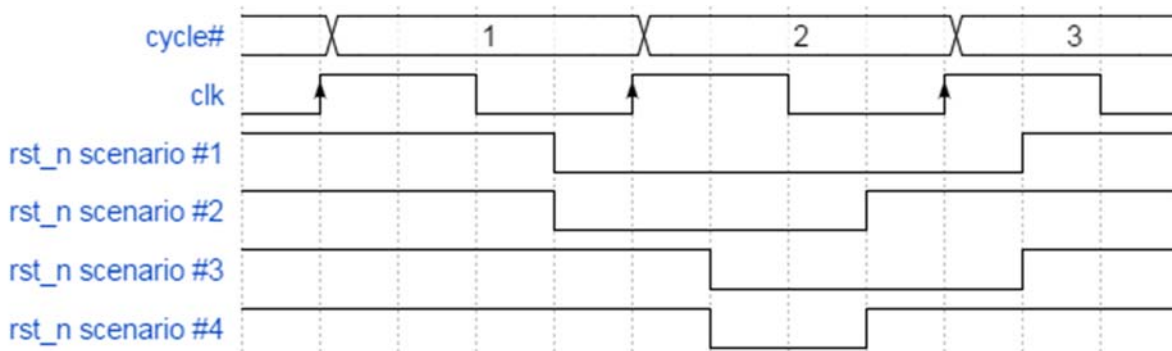 cycle# 1 2 3
clk
rst_n scenario #1
rst_n scenario #2
rst_n scenario #3
rst_n scenario #4